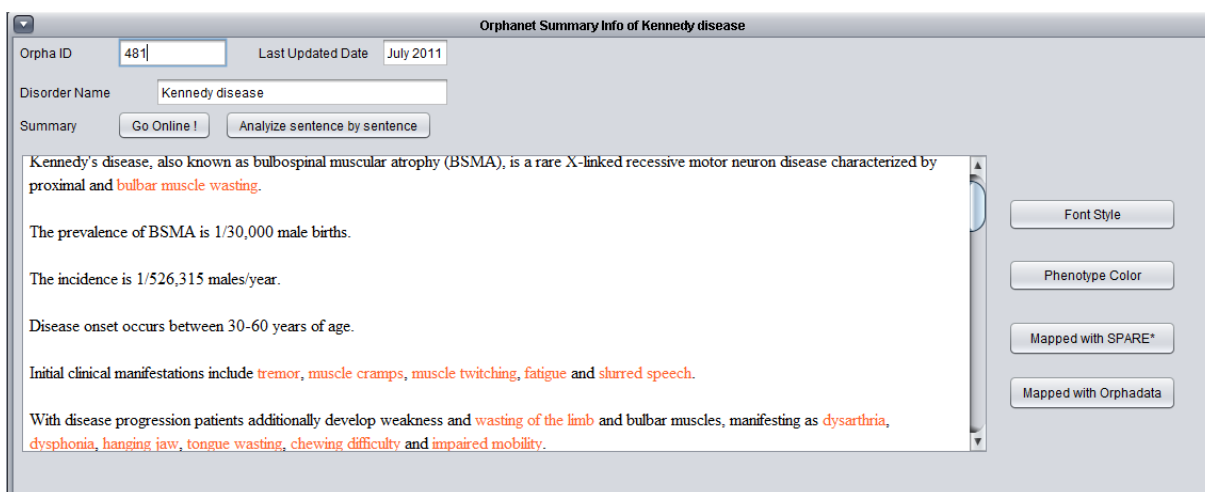 Orphanet Summary Info of Kennedy disease
Orpha ID 481 Last Updated Date July 2011
Disorder Name Kennedy disease
Summary Go Online ! Analyize sentence by sentence
Kennedy's disease, also known as bulbospinal muscular atrophy (BSMA), is a rare X-linked recessive motor neuron disease characterized by
proximal and bulbar muscle wasting.
The prevalence of BSMA is 1/30,000 male births.
The incidence is 1/526,315 males/year.
Disease onset occurs between 30-60 years of age.
Initial clinical manifestations include tremor, muscle cramps, muscle twitching, fatigue and slurred speech.
With disease progression patients additionally develop weakness and wasting of the limb and bulbar muscles, manifesting as dysarthria,
dysphonia, hanging jaw, tongue wasting, chewing difficulty and impaired mobility.
Font Style
Phenotype Color
Mapped with SPARE*
Mapped with Orphadata